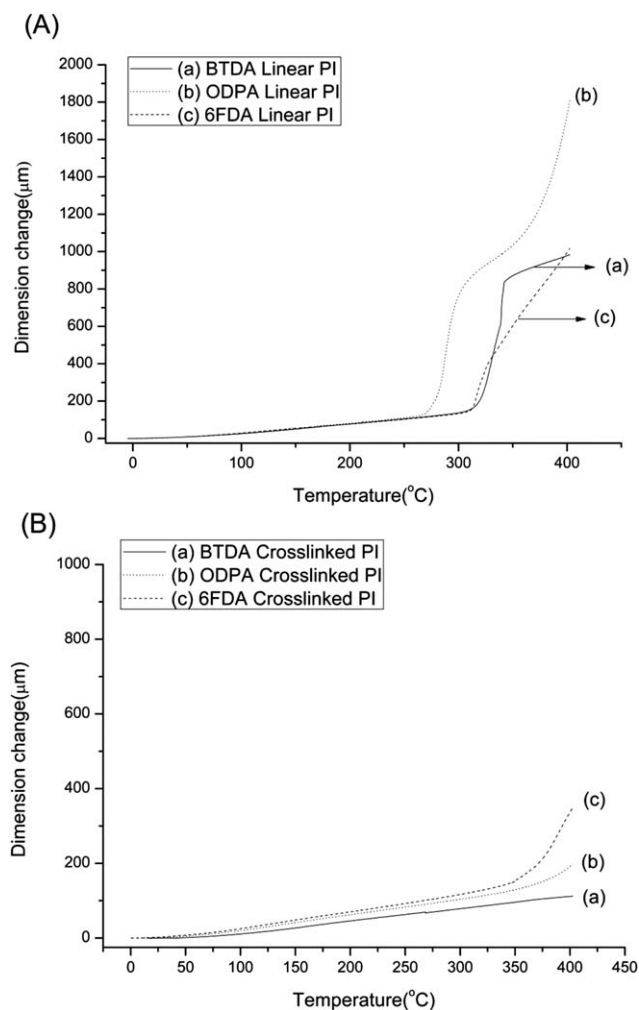 (A)
(a) BTDA Linear PI
(b) ODPA Linear PI
(c) 6FDA Linear PI
2000
1800
1600
1400
1200
1000
800
600
400
200
0
Dimension change(μm)
(b)
(a)
(c)
0 100 200 300 400
Temperature(°C)
(B)
(a) BTDA Crosslinked PI
(b) ODPA Crosslinked PI
(c) 6FDA Crosslinked PI
1000
800
600
400
200
0
Dimension change(μm)
(c)
(b)
(a)
0 50 100 150 200 250 300 350 400 450
Temperature(°C)